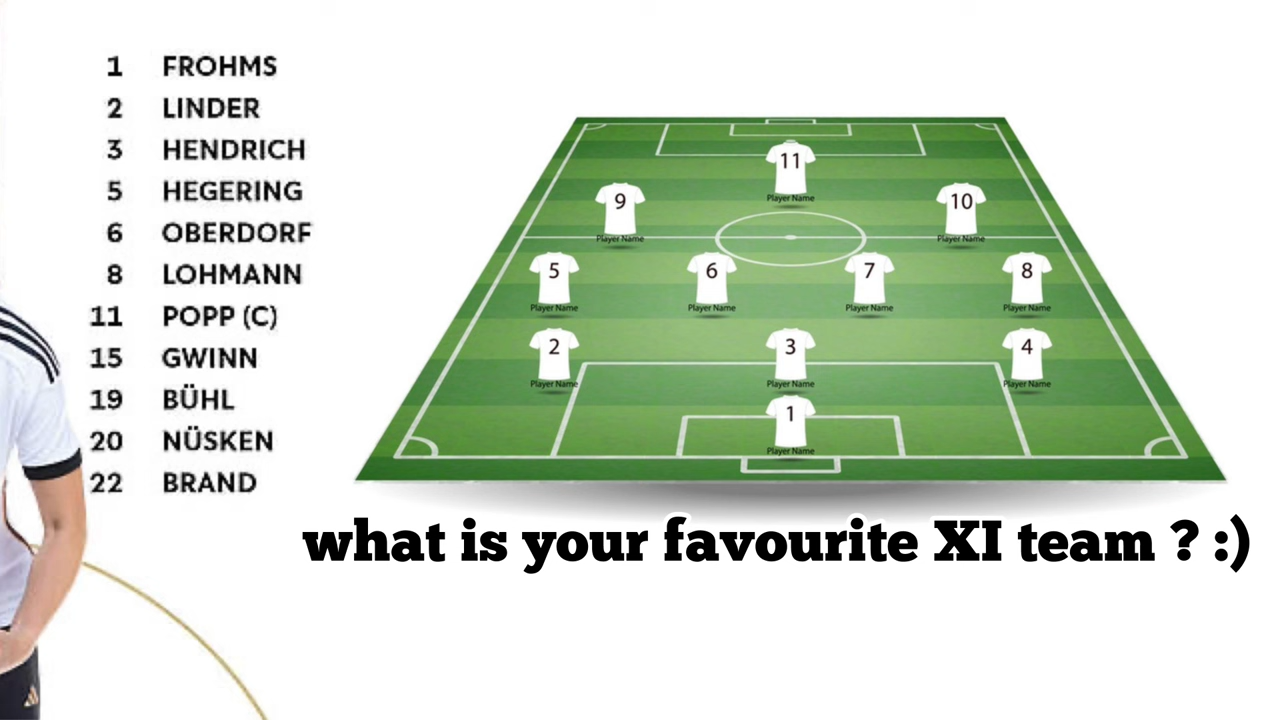 1 FROHMS
2 LINDER
3 HENDRICH
5 HEGERING
6 OBERDORF
8 LOHMANN
11 POPP (C)
15 GWINN
19 BÜHL
20 NÜSKEN
22 BRAND
11
Player Name
9
Player Name
10
Player Name
5
Player Name
6
Player Name
7
Player Name
8
Player Name
2
Player Name
3
Player Name
4
Player Name
1
Player Name
what is your favourite XI team ? :)